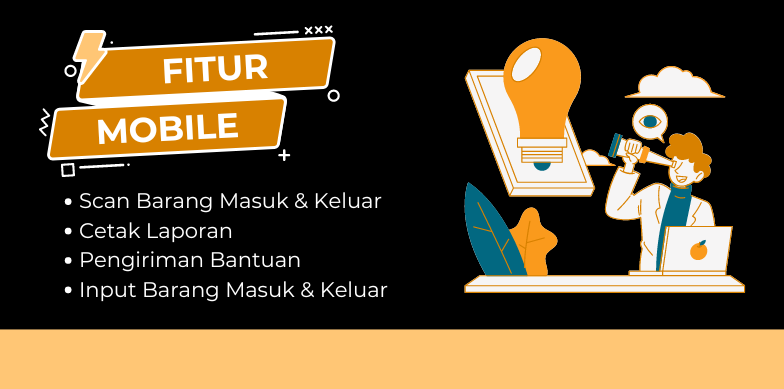 FITUR
MOBILE
• Scan Barang Masuk & Keluar
• Cetak Laporan
• Pengiriman Bantuan
• Input Barang Masuk & Keluar